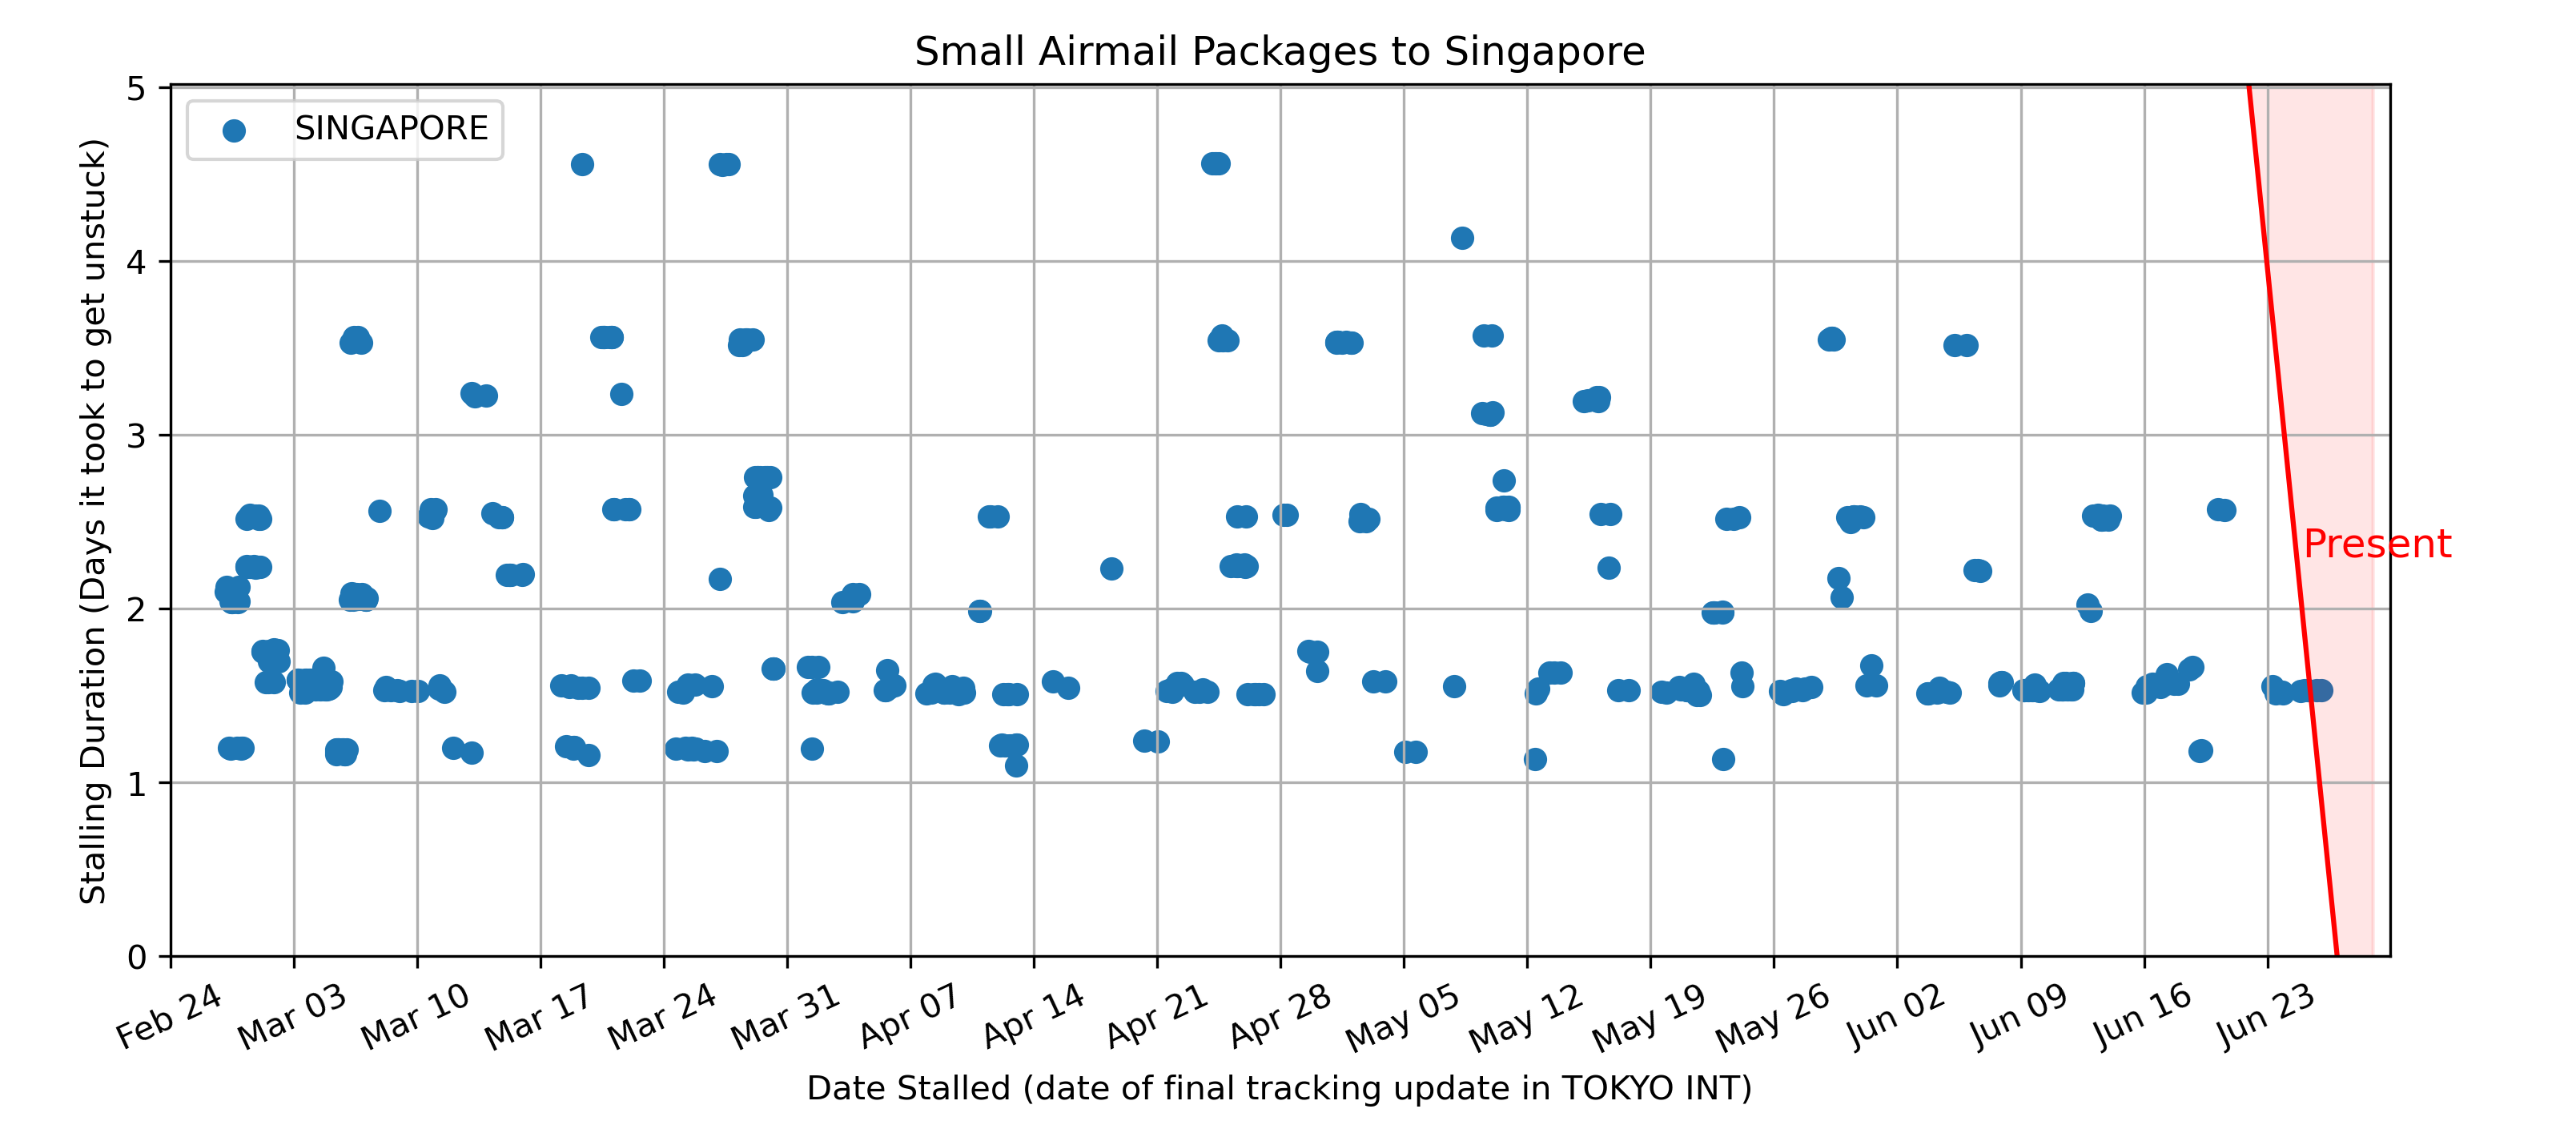 Small Airmail Packages to Singapore
SINGAPORE
Stalling Duration (Days it took to get unstuck)
5
4
3
2
1
0
Present
Feb 24
Mar 03
Mar 10
Mar 17
Mar 24
Mar 31
Apr 07
Apr 14
Apr 21
Apr 28
May 05
May 12
May 19
May 26
Jun 02
Jun 09
Jun 16
Jun 23
Date Stalled (date of final tracking update in TOKYO INT)